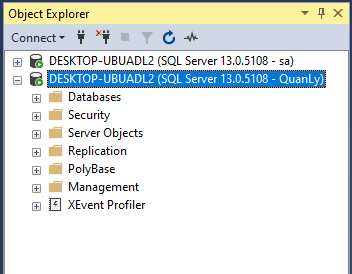 Object Explorer
Connect
DESKTOP-UBUADL2 (SQL Server 13.0.5108 - sa)
DESKTOP-UBUADL2 (SQL Server 13.0.5108 - QuanLy)
Databases
Security
Server Objects
Replication
PolyBase
Management
XEvent Profiler